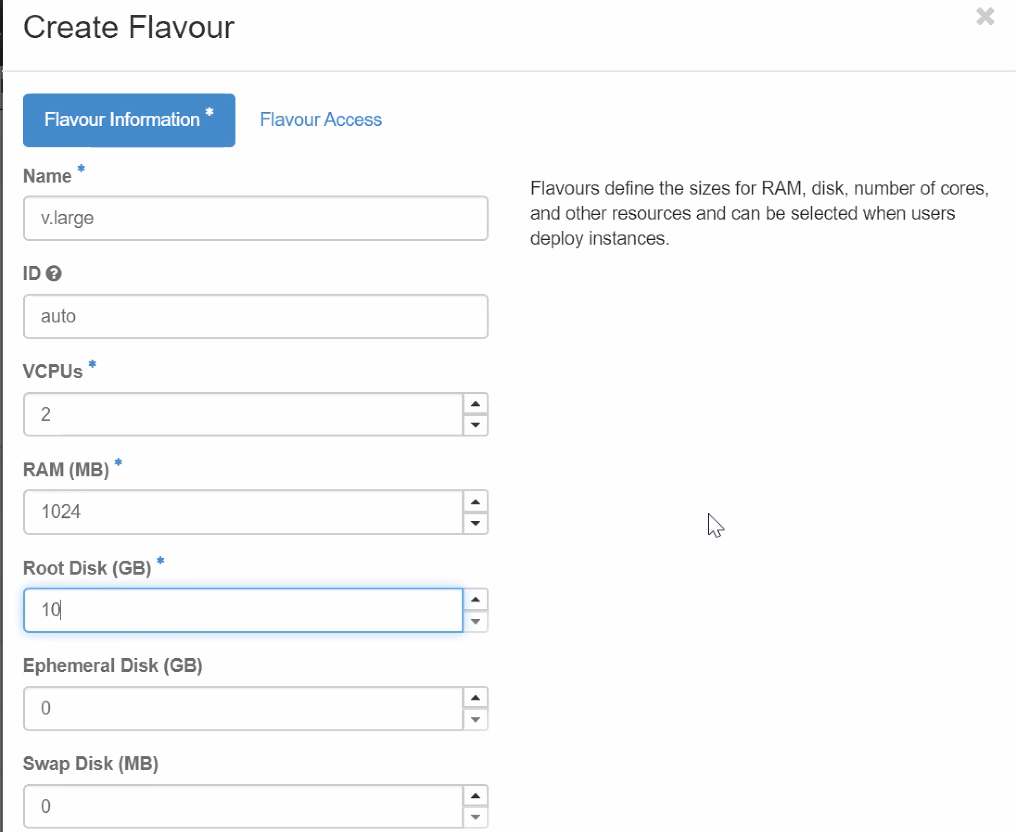 Create Flavour
Flavour Information *
Flavour Access
Name *
v.large
Flavours define the sizes for RAM, disk, number of cores,
and other resources and can be selected when users
deploy instances.
ID
auto
VCPUs *
2
RAM (MB) *
1024
Root Disk (GB) *
10
Ephemeral Disk (GB)
0
Swap Disk (MB)
0